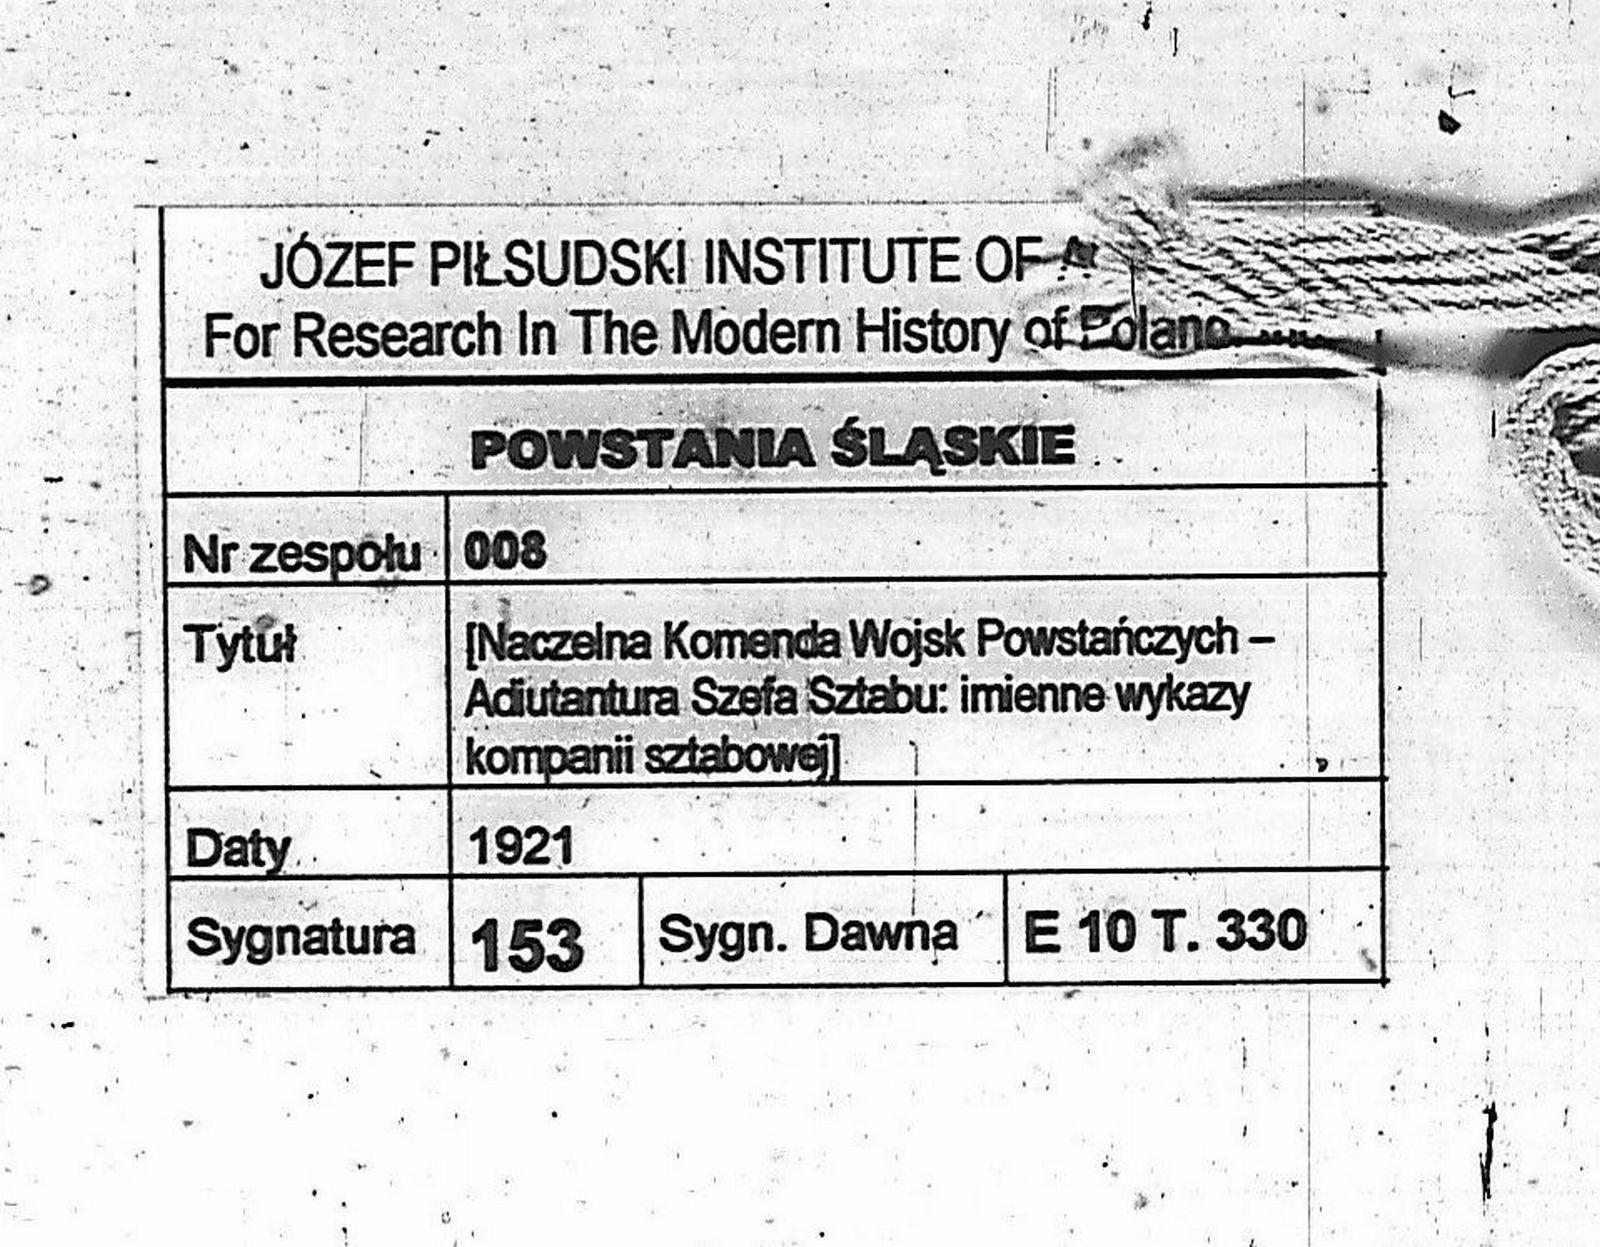 JÓZEF PIŁSUDSKI INSTITUTE OF
For Research In The Modern History of Poland
POWSTANIA ŚLĄSKIE
Nr zespołu 008
Tytuł [Naczelna Komenda Wojsk Powstańczych –
Adiutantura Szefa Sztabu: imienne wykazy
kompanii sztabowej]
Daty 1921
Sygnatura 153 Sygn. Dawna E 10 T. 330